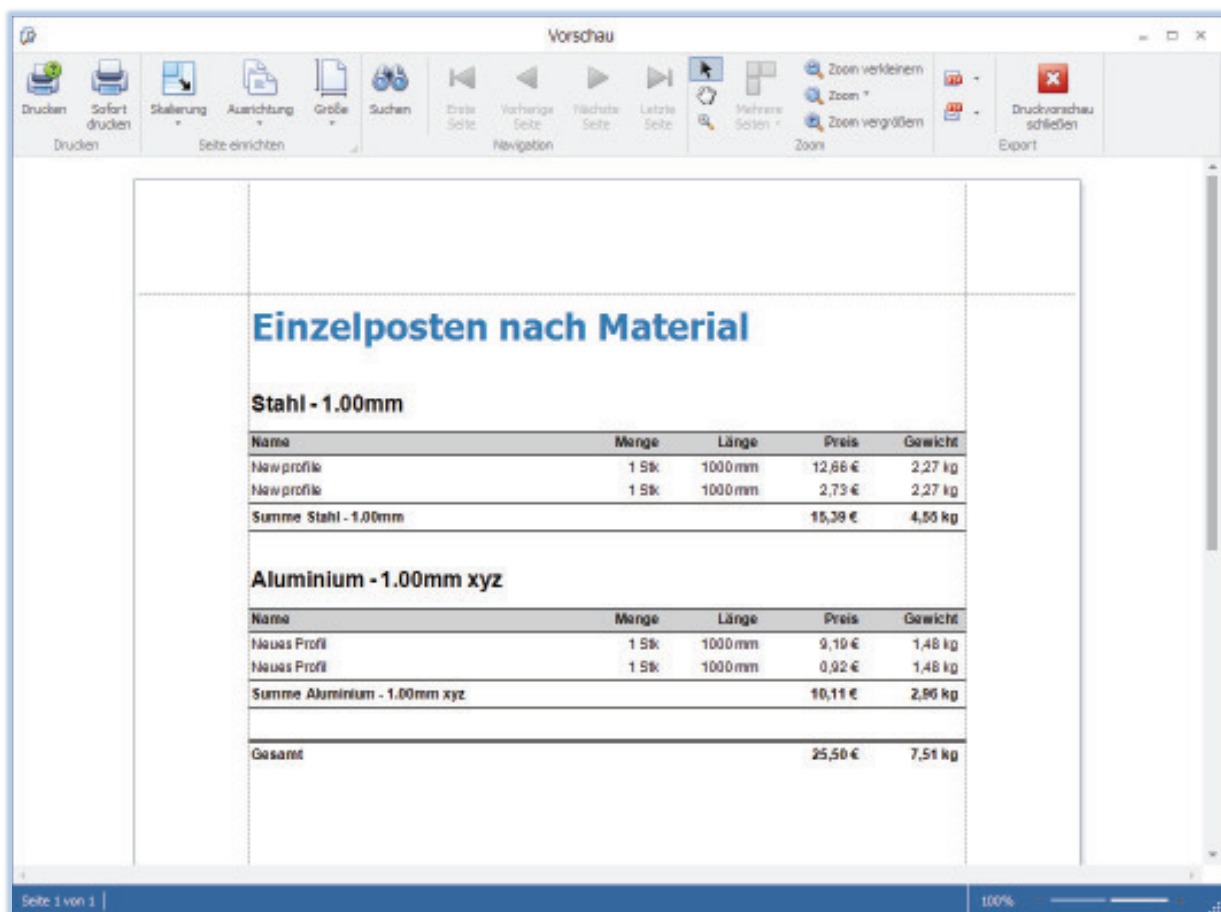 Vorschau
Drucken
Sofort drucken
Skalierung
Ausrichtung
Größe
Suchen
Erste Seite
Vorherige Seite
Nächste Seite
Letzte Seite
Mehrere Seiten
Zoom verkleinern
Zoom
Zoom vergrößern
Druckvorschau schließen
Drucken
Seite einrichten
Navigation
Zoom
Export
Einzelposten nach Material
Stahl - 1.00mm
Name Menge Länge Preis Gewicht
New profile 1 Stk 1000 mm 12,66 € 2,27 kg
New profile 1 Stk 1000 mm 2,73 € 2,27 kg
Summe Stahl - 1.00mm 15,39 € 4,55 kg
Aluminium - 1.00mm xyz
Name Menge Länge Preis Gewicht
Neues Profil 1 Stk 1000 mm 9,19 € 1,48 kg
Neues Profil 1 Stk 1000 mm 0,92 € 1,48 kg
Summe Aluminium - 1.00mm xyz 10,11 € 2,96 kg
Gesamt 25,50 € 7,51 kg
Seite 1 von 1
100%